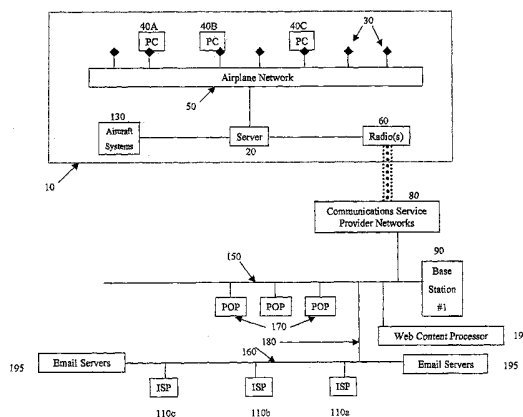 40A 40B 40C 30
PC PC PC
Airplane Network
50
130 60
Aircraft Systems
Server
Radio(s)
20
10
80
Communications Service Provider Networks
90
150
Base Station #1
POP POP POP
170
180
Web Content Processor 19
160
195 Email Servers
Email Servers 195
ISP ISP ISP
110c 110b 110a